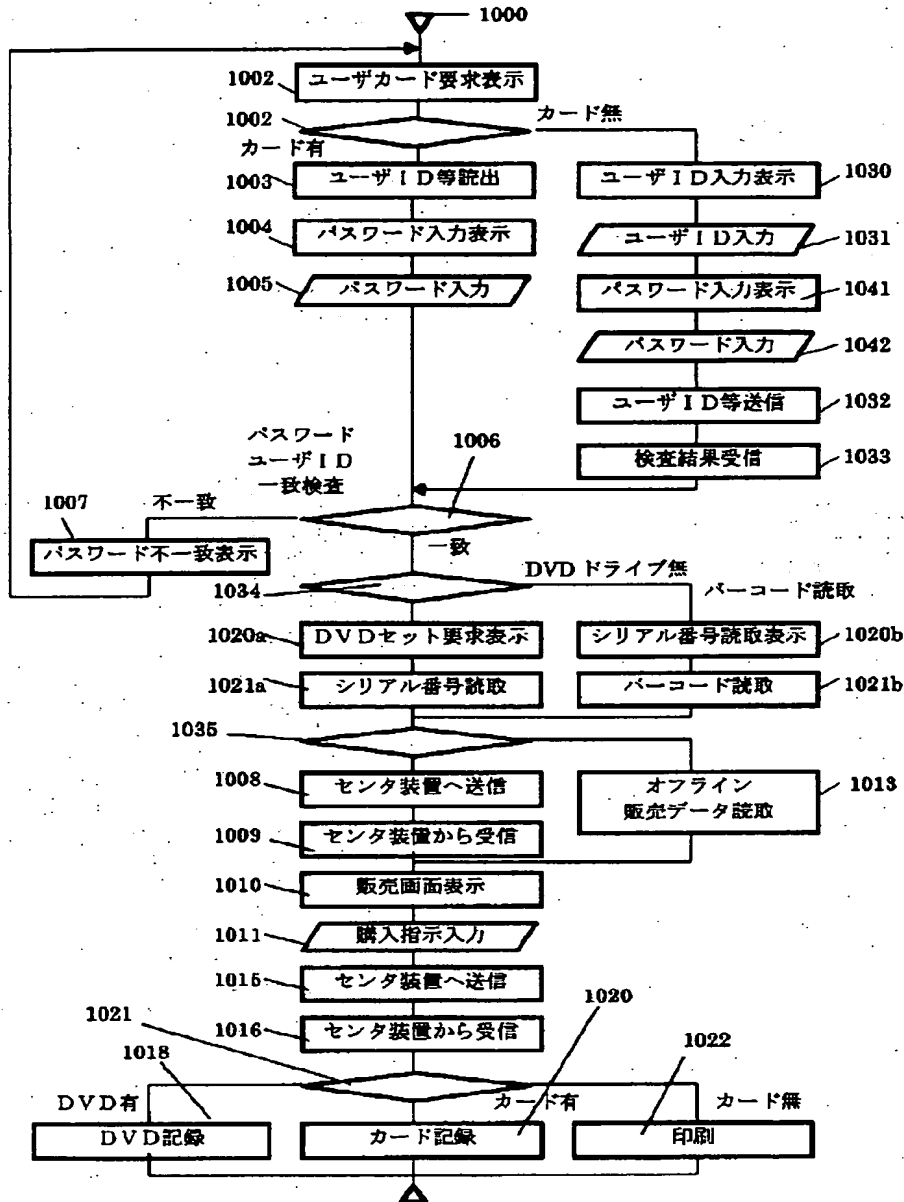 1000
1002 ユーザカード要求表示
1002 カード無
カード有
1003 ユーザID等読出 ユーザID入力表示 1030
1004 パスワード入力表示 ユーザID入力 1031
1005 パスワード入力 パスワード入力表示 1041
パスワード入力 1042
ユーザID等送信 1032
検査結果受信 1033
パスワード
ユーザID
一致検査
1006
1007 不一致
パスワード不一致表示
一致
1034 DVDドライブ無
バーコード読取
1020a DVDセット要求表示 シリアル番号読取表示 1020b
1021a シリアル番号読取 バーコード読取 1021b
1035
1008 センタ装置へ送信 オフライン
販売データ読取 1013
1009 センタ装置から受信
1010 販売画面表示
1011 購入指示入力
1015 センタ装置へ送信
1016 センタ装置から受信 1020
1021 1022
1018
DVD有 カード有 カード無
DVD記録 カード記録 印刷